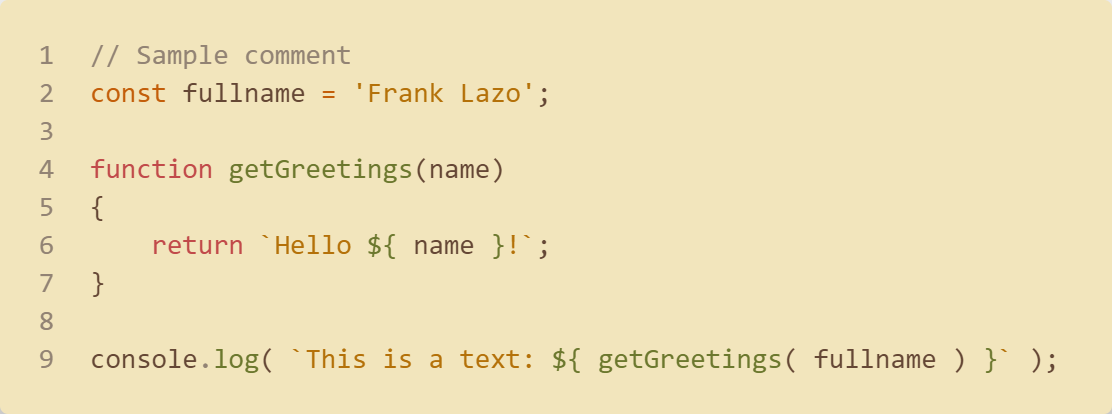 1 // Sample comment
2 const fullname = 'Frank Lazo';
3
4 function getGreetings(name)
5 {
6     return `Hello ${ name }!`;
7 }
8
9 console.log( `This is a text: ${ getGreetings( fullname ) }` );